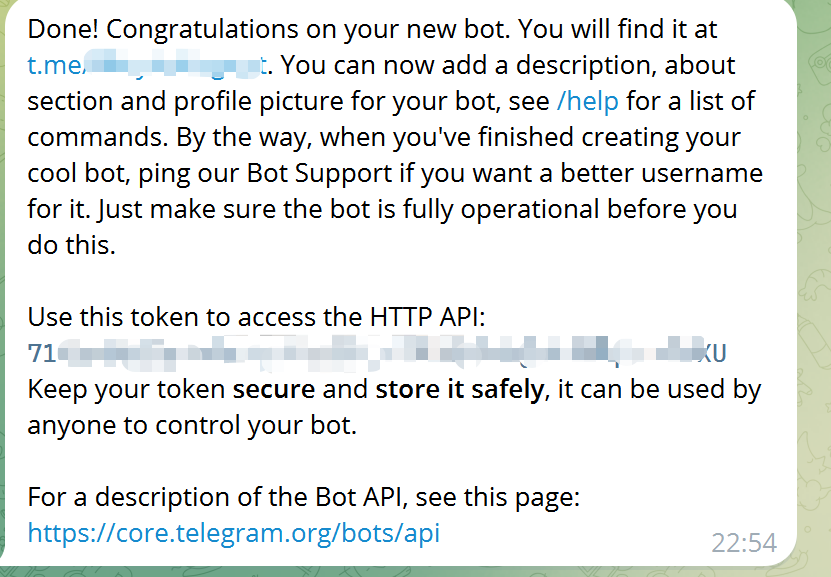 Done! Congratulations on your new bot. You will find it at
t.me/. You can now add a description, about
section and profile picture for your bot, see /help for a list of
commands. By the way, when you've finished creating your
cool bot, ping our Bot Support if you want a better username
for it. Just make sure the bot is fully operational before you
do this.
Use this token to access the HTTP API:
71 XU
Keep your token secure and store it safely, it can be used by
anyone to control your bot.
For a description of the Bot API, see this page:
https://core.telegram.org/bots/api
22:54